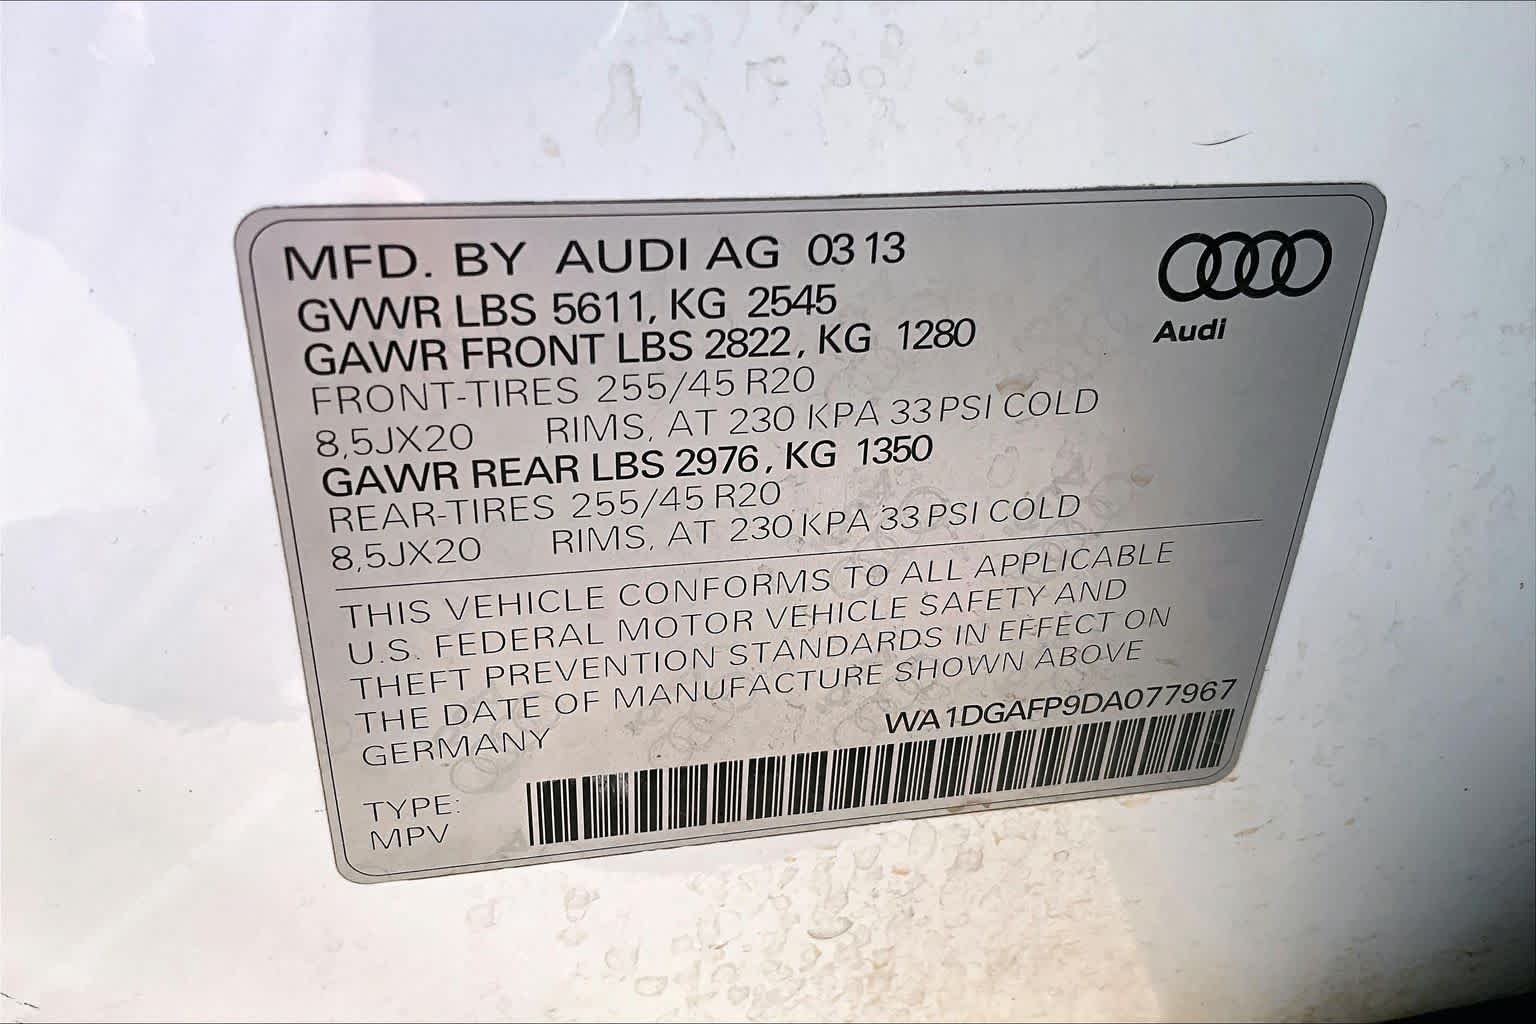 MFD. BY AUDI AG 03 13
GVWR LBS 5611, KG 2545
GAWR FRONT LBS 2822, KG 1280
FRONT-TIRES 255/45 R20
8,5JX20 RIMS, AT 230 KPA 33 PSI COLD
GAWR REAR LBS 2976, KG 1350
REAR-TIRES 255/45 R20
8,5JX20 RIMS, AT 230 KPA 33 PSI COLD
Audi
THIS VEHICLE CONFORMS TO ALL APPLICABLE
U.S. FEDERAL MOTOR VEHICLE SAFETY AND
THEFT PREVENTION STANDARDS IN EFFECT ON
THE DATE OF MANUFACTURE SHOWN ABOVE
GERMANY
WA1DGAFP9DA077967
TYPE:
MPV